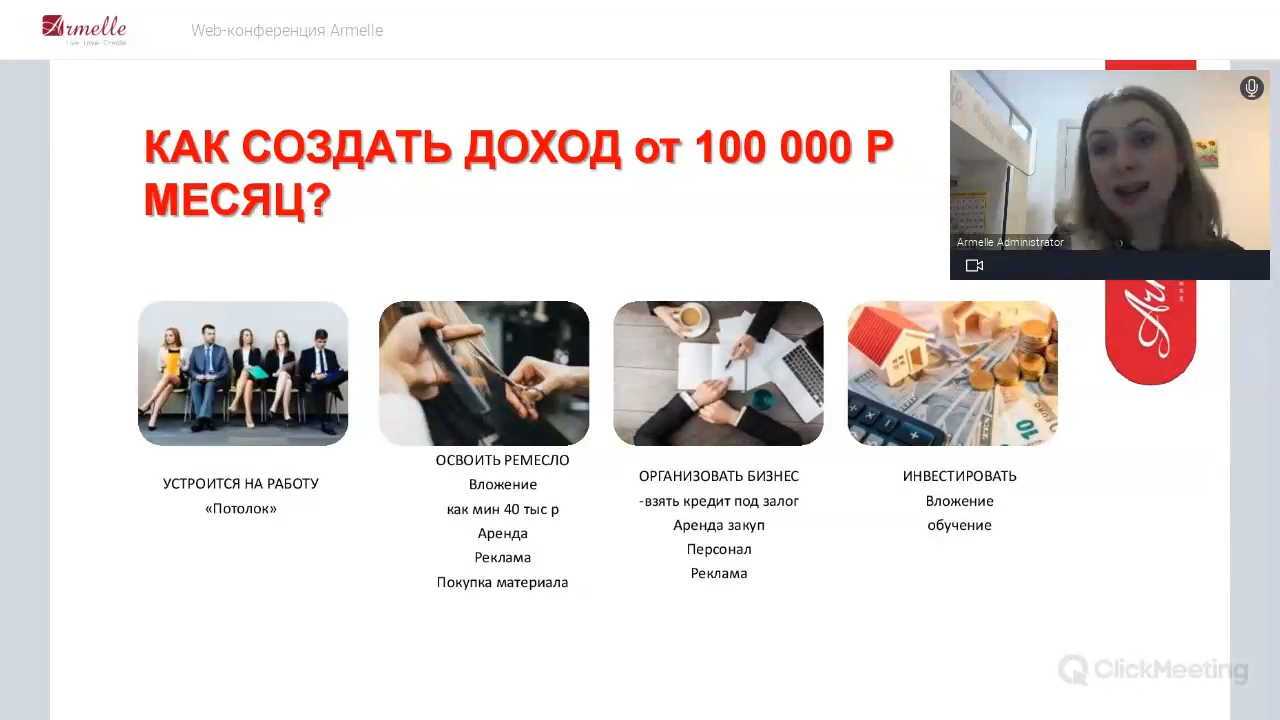 Armelle
Live Love Create
Web-конференция Armelle
КАК СОЗДАТЬ ДОХОД от 100 000 Р
МЕСЯЦ?
Armelle Administrator
УСТРОИТСЯ НА РАБОТУ
«Потолок»
ОСВОИТЬ РЕМЕСЛО
Вложение
как мин 40 тыс р
Аренда
Реклама
Покупка материала
ОРГАНИЗОВАТЬ БИЗНЕС
-взять кредит под залог
Аренда закуп
Персонал
Реклама
ИНВЕСТИРОВАТЬ
Вложение
обучение
10
ClickMeeting